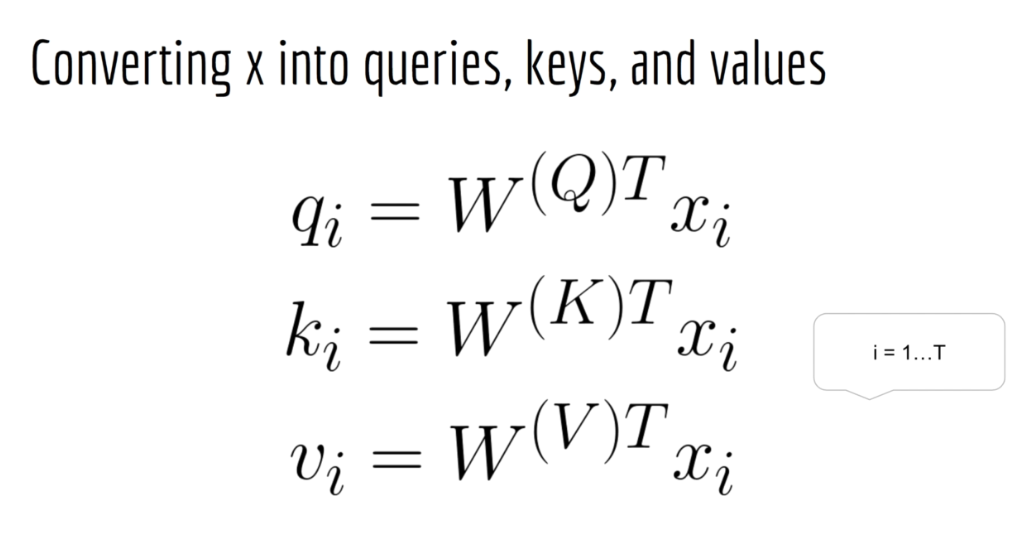 Converting x into queries, keys, and values
q_i = W^{(Q)T} x_i
k_i = W^{(K)T} x_i
i = 1...T
v_i = W^{(V)T} x_i